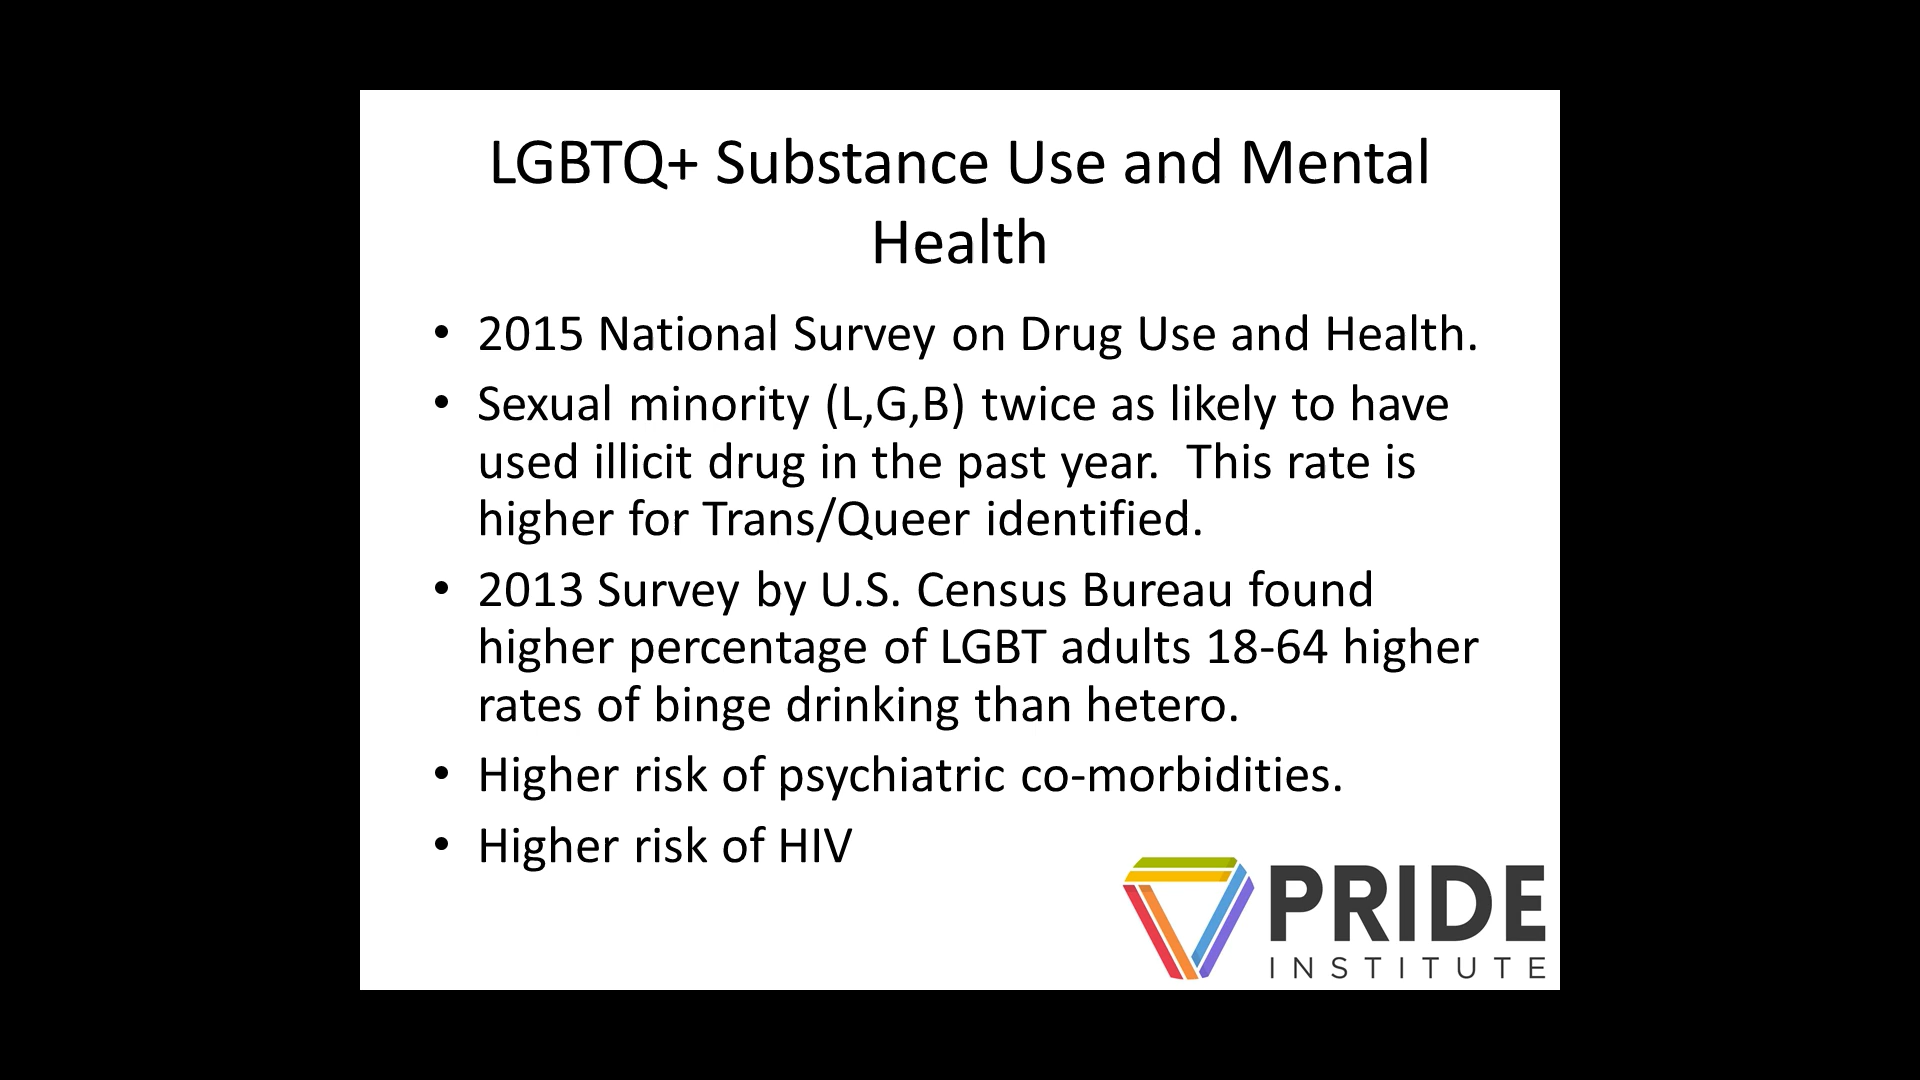 LGBTQ+ Substance Use and Mental
Health
• 2015 National Survey on Drug Use and Health.
• Sexual minority (L,G,B) twice as likely to have
used illicit drug in the past year.  This rate is
higher for Trans/Queer identified.
• 2013 Survey by U.S. Census Bureau found
higher percentage of LGBT adults 18-64 higher
rates of binge drinking than hetero.
• Higher risk of psychiatric co-morbidities.
• Higher risk of HIV
PRIDE
INSTITUTE